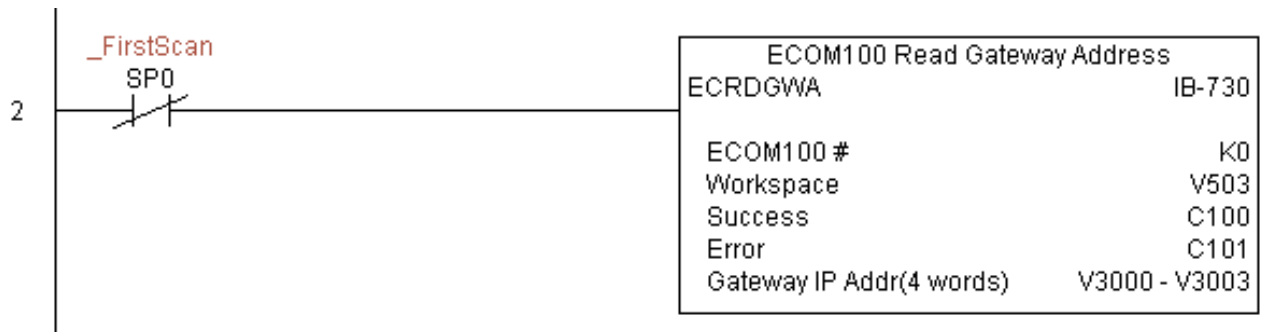 _FirstScan
SP0
2
ECOM100 Read Gateway Address
ECRDGWA IB-730
ECOM100 # K0
Workspace V503
Success C100
Error C101
Gateway IP Addr(4 words) V3000 - V3003